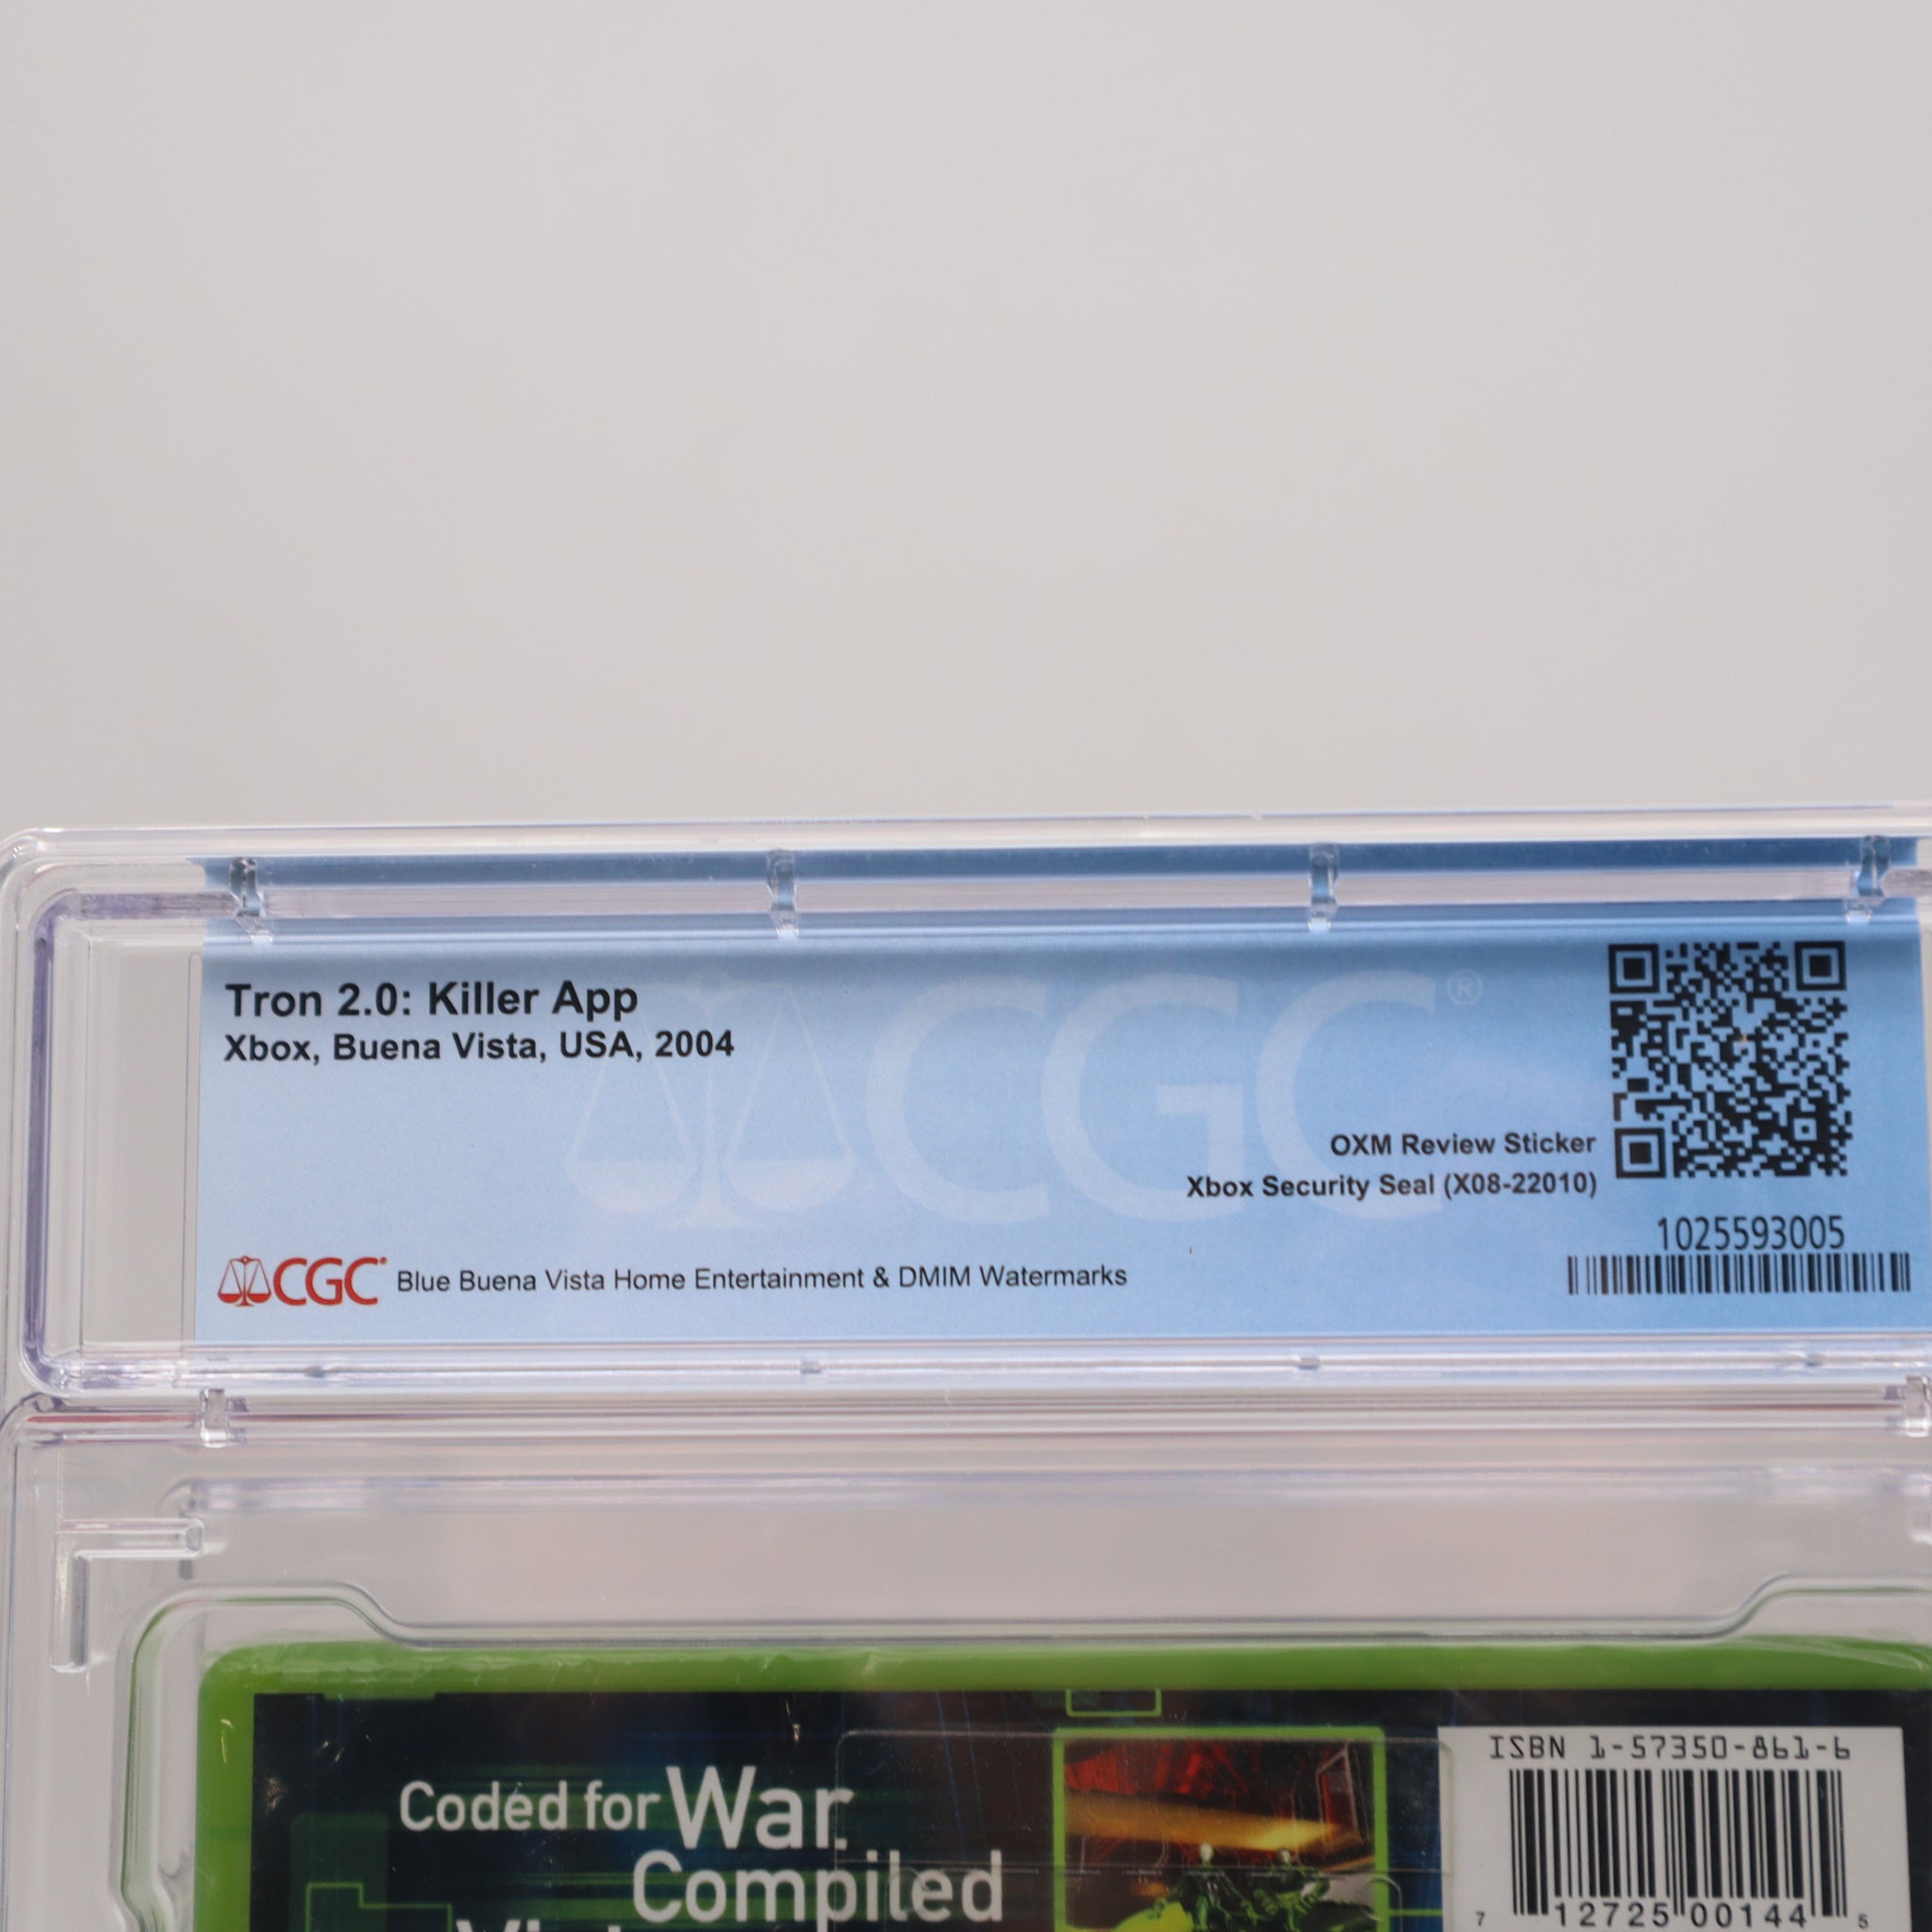 Tron 2.0: Killer App
Xbox, Buena Vista, USA, 2004
CGC®
OXM Review Sticker
Xbox Security Seal (X08-22010)
1025593005
CGC Blue Buena Vista Home Entertainment & DMIM Watermarks
Coded for War.
Compiled
ISBN 1-57350-861-6
7 12725 00144 5